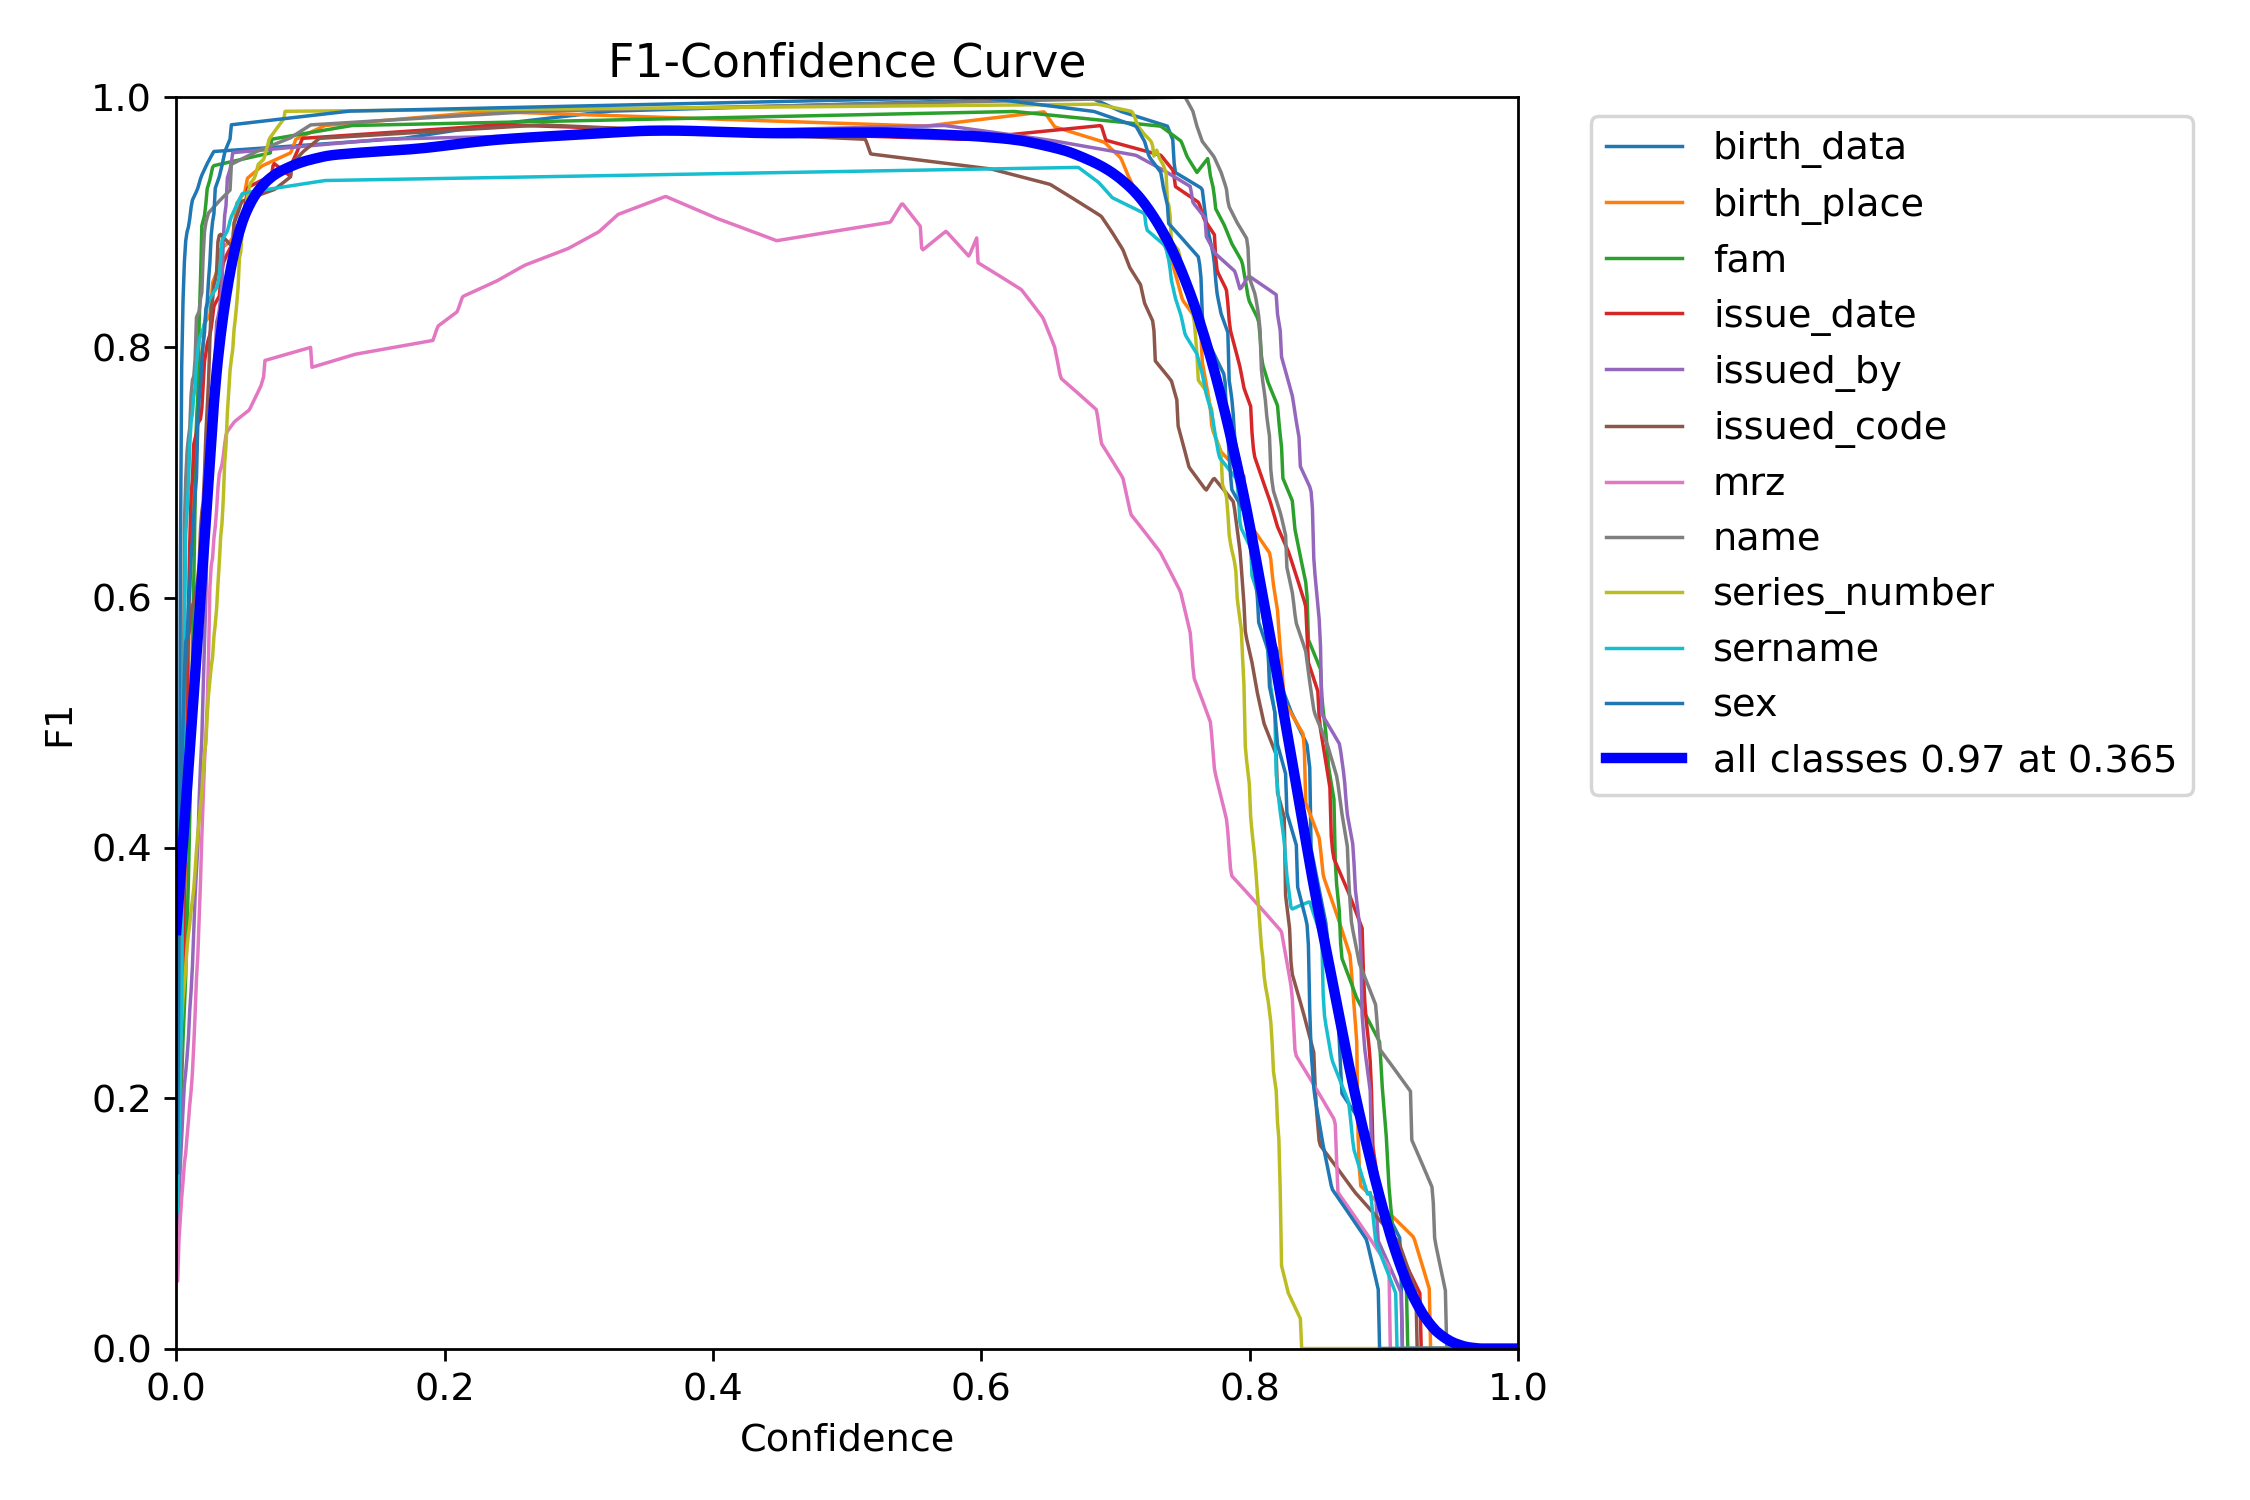 F1-Confidence Curve
1.0
0.8
0.6
0.4
0.2
0.0
F1
0.0 0.2 0.4 0.6 0.8 1.0
Confidence
birth_data
birth_place
fam
issue_date
issued_by
issued_code
mrz
name
series_number
sername
sex
all classes 0.97 at 0.365